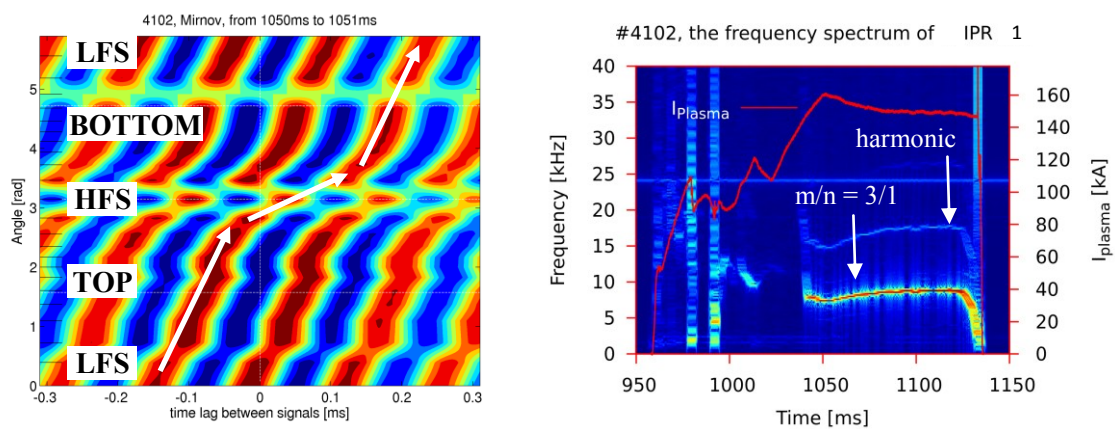 4102, Mirnov, from 1050ms to 1051ms
LFS
BOTTOM
HFS
TOP
LFS
Angle [rad]
5
4
3
2
1
0
-0.3 -0.2 -0.1 0 0.1 0.2 0.3
time lag between signals [ms]
#4102, the frequency spectrum of IPR 1
I_Plasma
harmonic
m/n = 3/1
Frequency [kHz]
40
35
30
25
20
15
10
5
0
160
140
120
100
80
60
40
20
0
I_plasma [kA]
950 1000 1050 1100 1150
Time [ms]